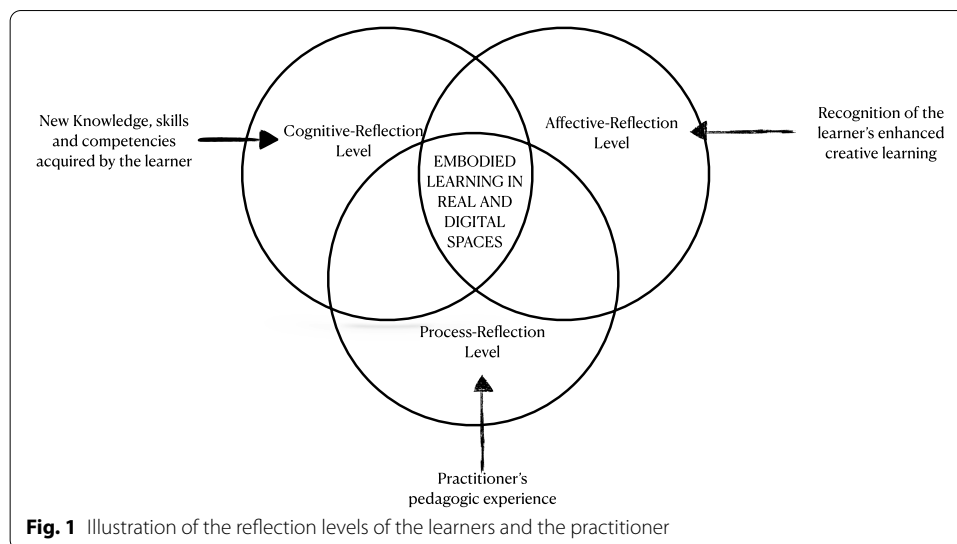 New Knowledge, skills
and competencies
acquired by the learner
Cognitive-Reflection
Level
Affective-Reflection
Level
Recognition of the
learner's enhanced
creative learning
EMBODIED
LEARNING IN
REAL AND
DIGITAL
SPACES
Process-Reflection
Level
Practitioner's
pedagogic experience
Fig. 1 Illustration of the reflection levels of the learners and the practitioner